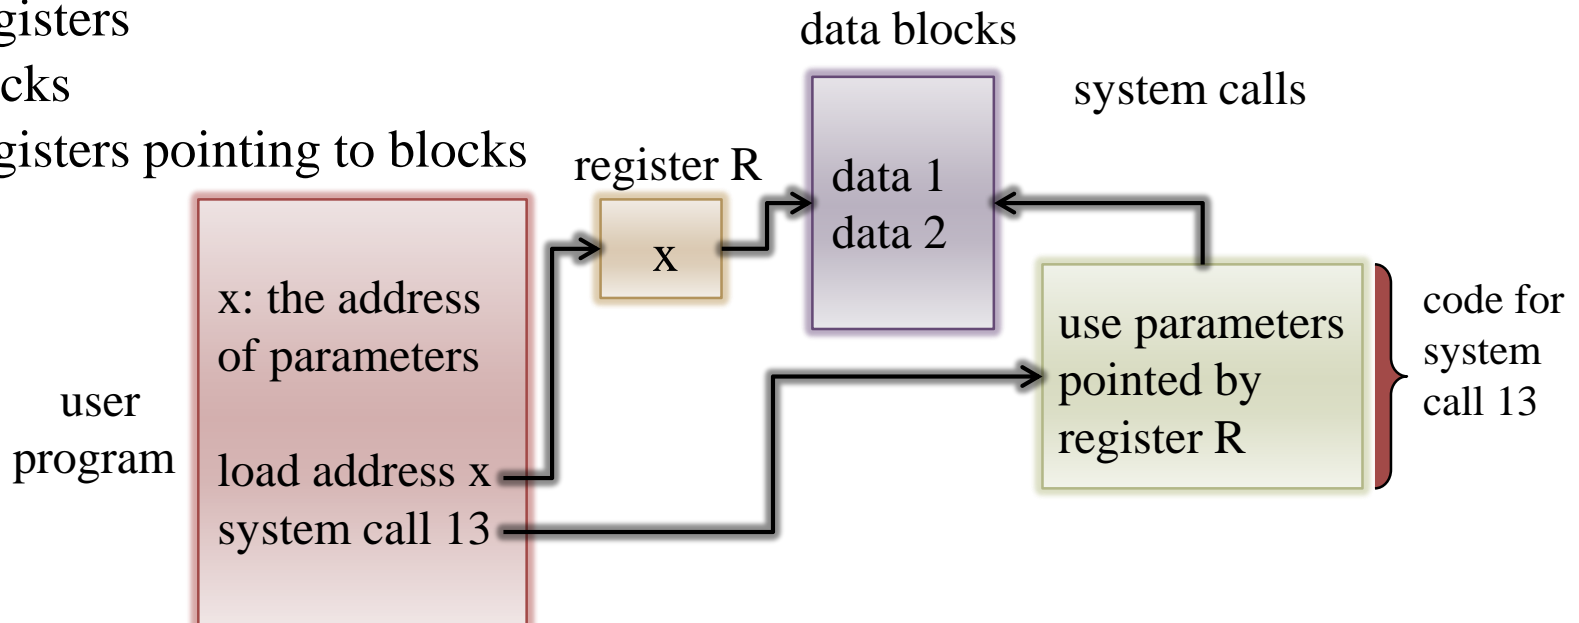 gisters
cks
gisters pointing to blocks
data blocks
system calls
register R
x
data 1
data 2
x: the address
of parameters
load address x
system call 13
user
program
use parameters
pointed by
register R
code for
system
call 13